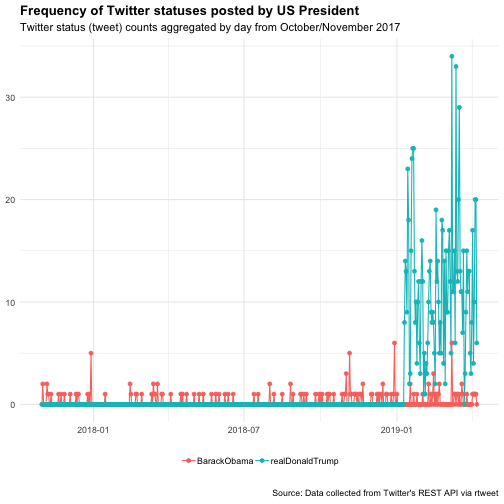 Frequency of Twitter statuses posted by US President
Twitter status (tweet) counts aggregated by day from October/November 2017
30
20
10
0
2018-01 2018-07 2019-01
BarackObama realDonaldTrump
Source: Data collected from Twitter's REST API via rtweet